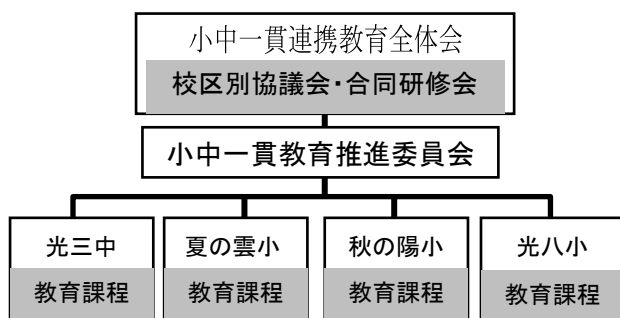 小中一貫連携教育全体会
校区別協議会・合同研修会
小中一貫教育推進委員会
光三中
夏の雲小
秋の陽小
光八小
教育課程
教育課程
教育課程
教育課程